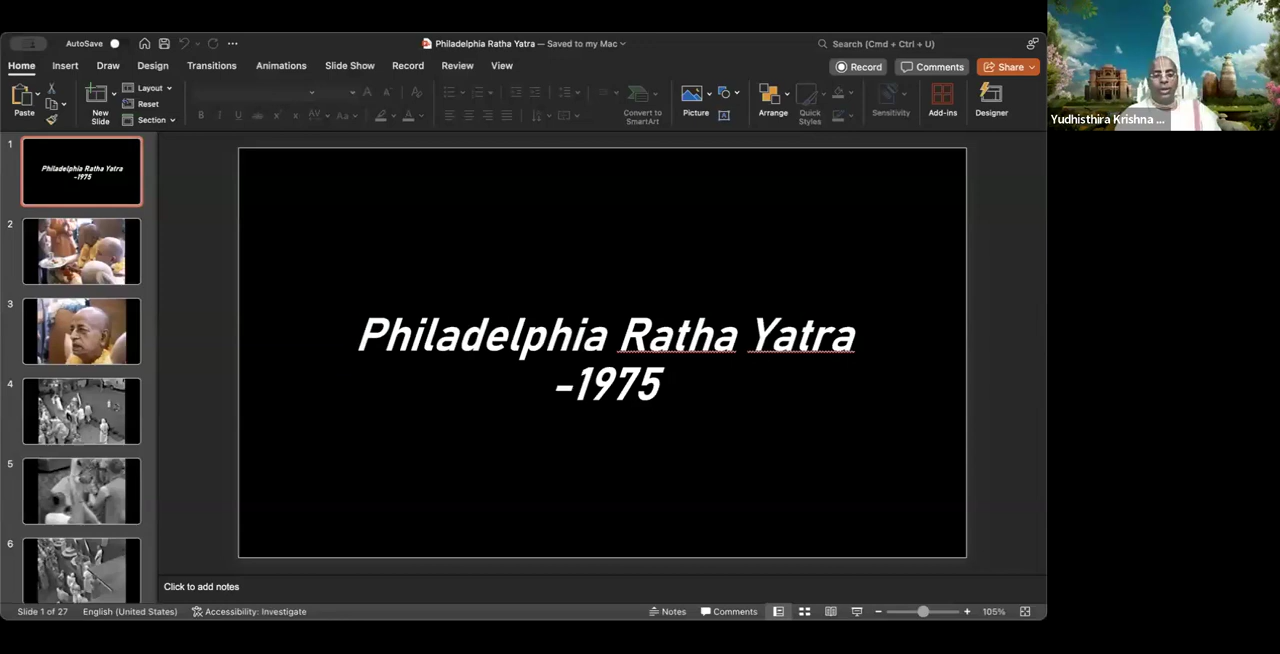 AutoSave
Philadelphia Ratha Yatra — Saved to my Mac
Search (Cmd + Ctrl + U)
Home Insert Draw Design Transitions Animations Slide Show Record Review View
Record Comments Share
Paste
New Slide
Layout
Reset
Section
Convert to SmartArt
Picture
Arrange
Quick Styles
Sensitivity
Add-ins
Designer
Yudhisthira Krishna ...
1
Philadelphia Ratha Yatra
-1975
2
3
4
5
6
Philadelphia Ratha Yatra
-1975
Click to add notes
Slide 1 of 27 English (United States) Accessibility: Investigate
Notes Comments 105%